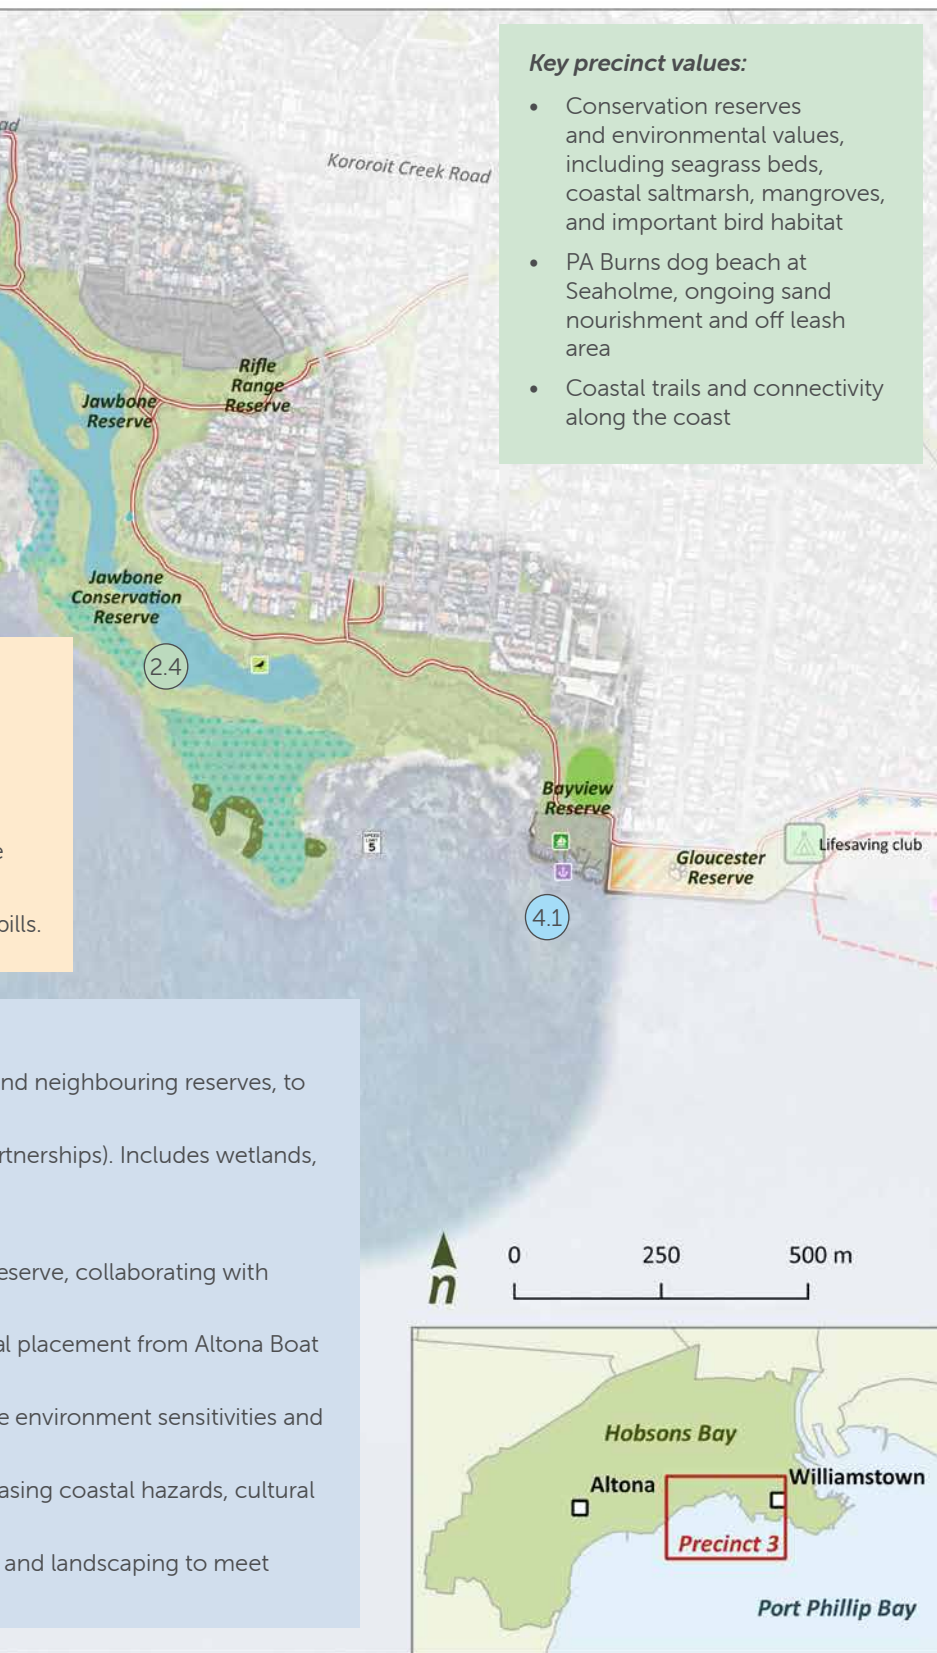 Key precinct values:
• Conservation reserves
and environmental values,
including seagrass beds,
coastal saltmarsh, mangroves,
and important bird habitat
• PA Burns dog beach at
Seaholme, ongoing sand
nourishment and off leash
area
• Coastal trails and connectivity
along the coast
ad
Kororoit Creek Road
Rifle
Range
Reserve
Jawbone
Reserve
Jawbone
Conservation
Reserve
2.4
SPEED
LIMIT
5
Bayview
Reserve
Gloucester
Reserve
Lifesaving club
4.1
e
pills.
nd neighbouring reserves, to
rtnerships). Includes wetlands,
eserve, collaborating with
al placement from Altona Boat
e environment sensitivities and
asing coastal hazards, cultural
and landscaping to meet
n
0 250 500 m
Hobsons Bay
Altona
Williamstown
Precinct 3
Port Phillip Bay